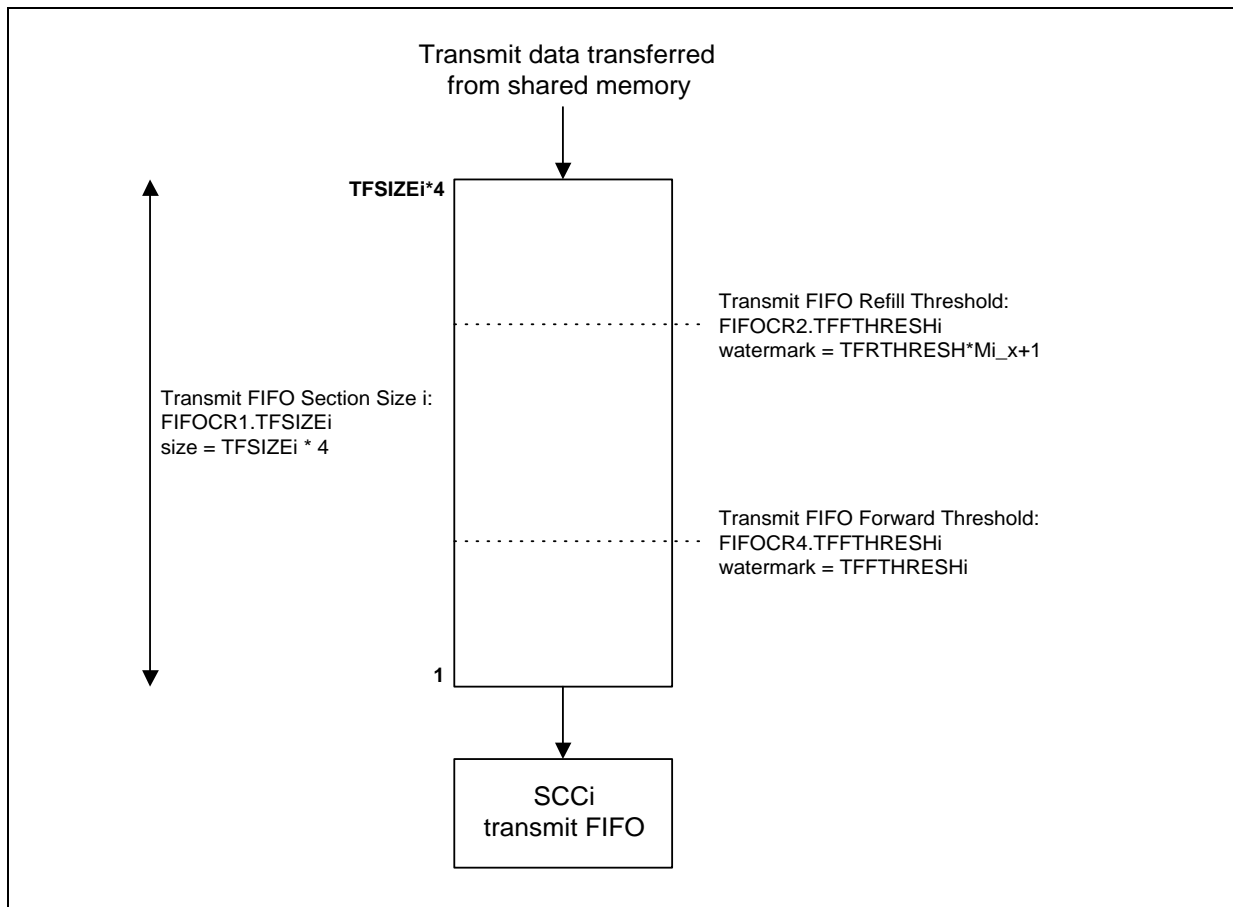 Transmit data transferred
from shared memory
TFSIZEi*4
Transmit FIFO Refill Threshold:
FIFOCR2.TFFTHRESHi
watermark = TFRTHRESH*Mi_x+1
Transmit FIFO Section Size i:
FIFOCR1.TFSIZEi
size = TFSIZEi * 4
Transmit FIFO Forward Threshold:
FIFOCR4.TFFTHRESHi
watermark = TFFTHRESHi
1
SCCi
transmit FIFO